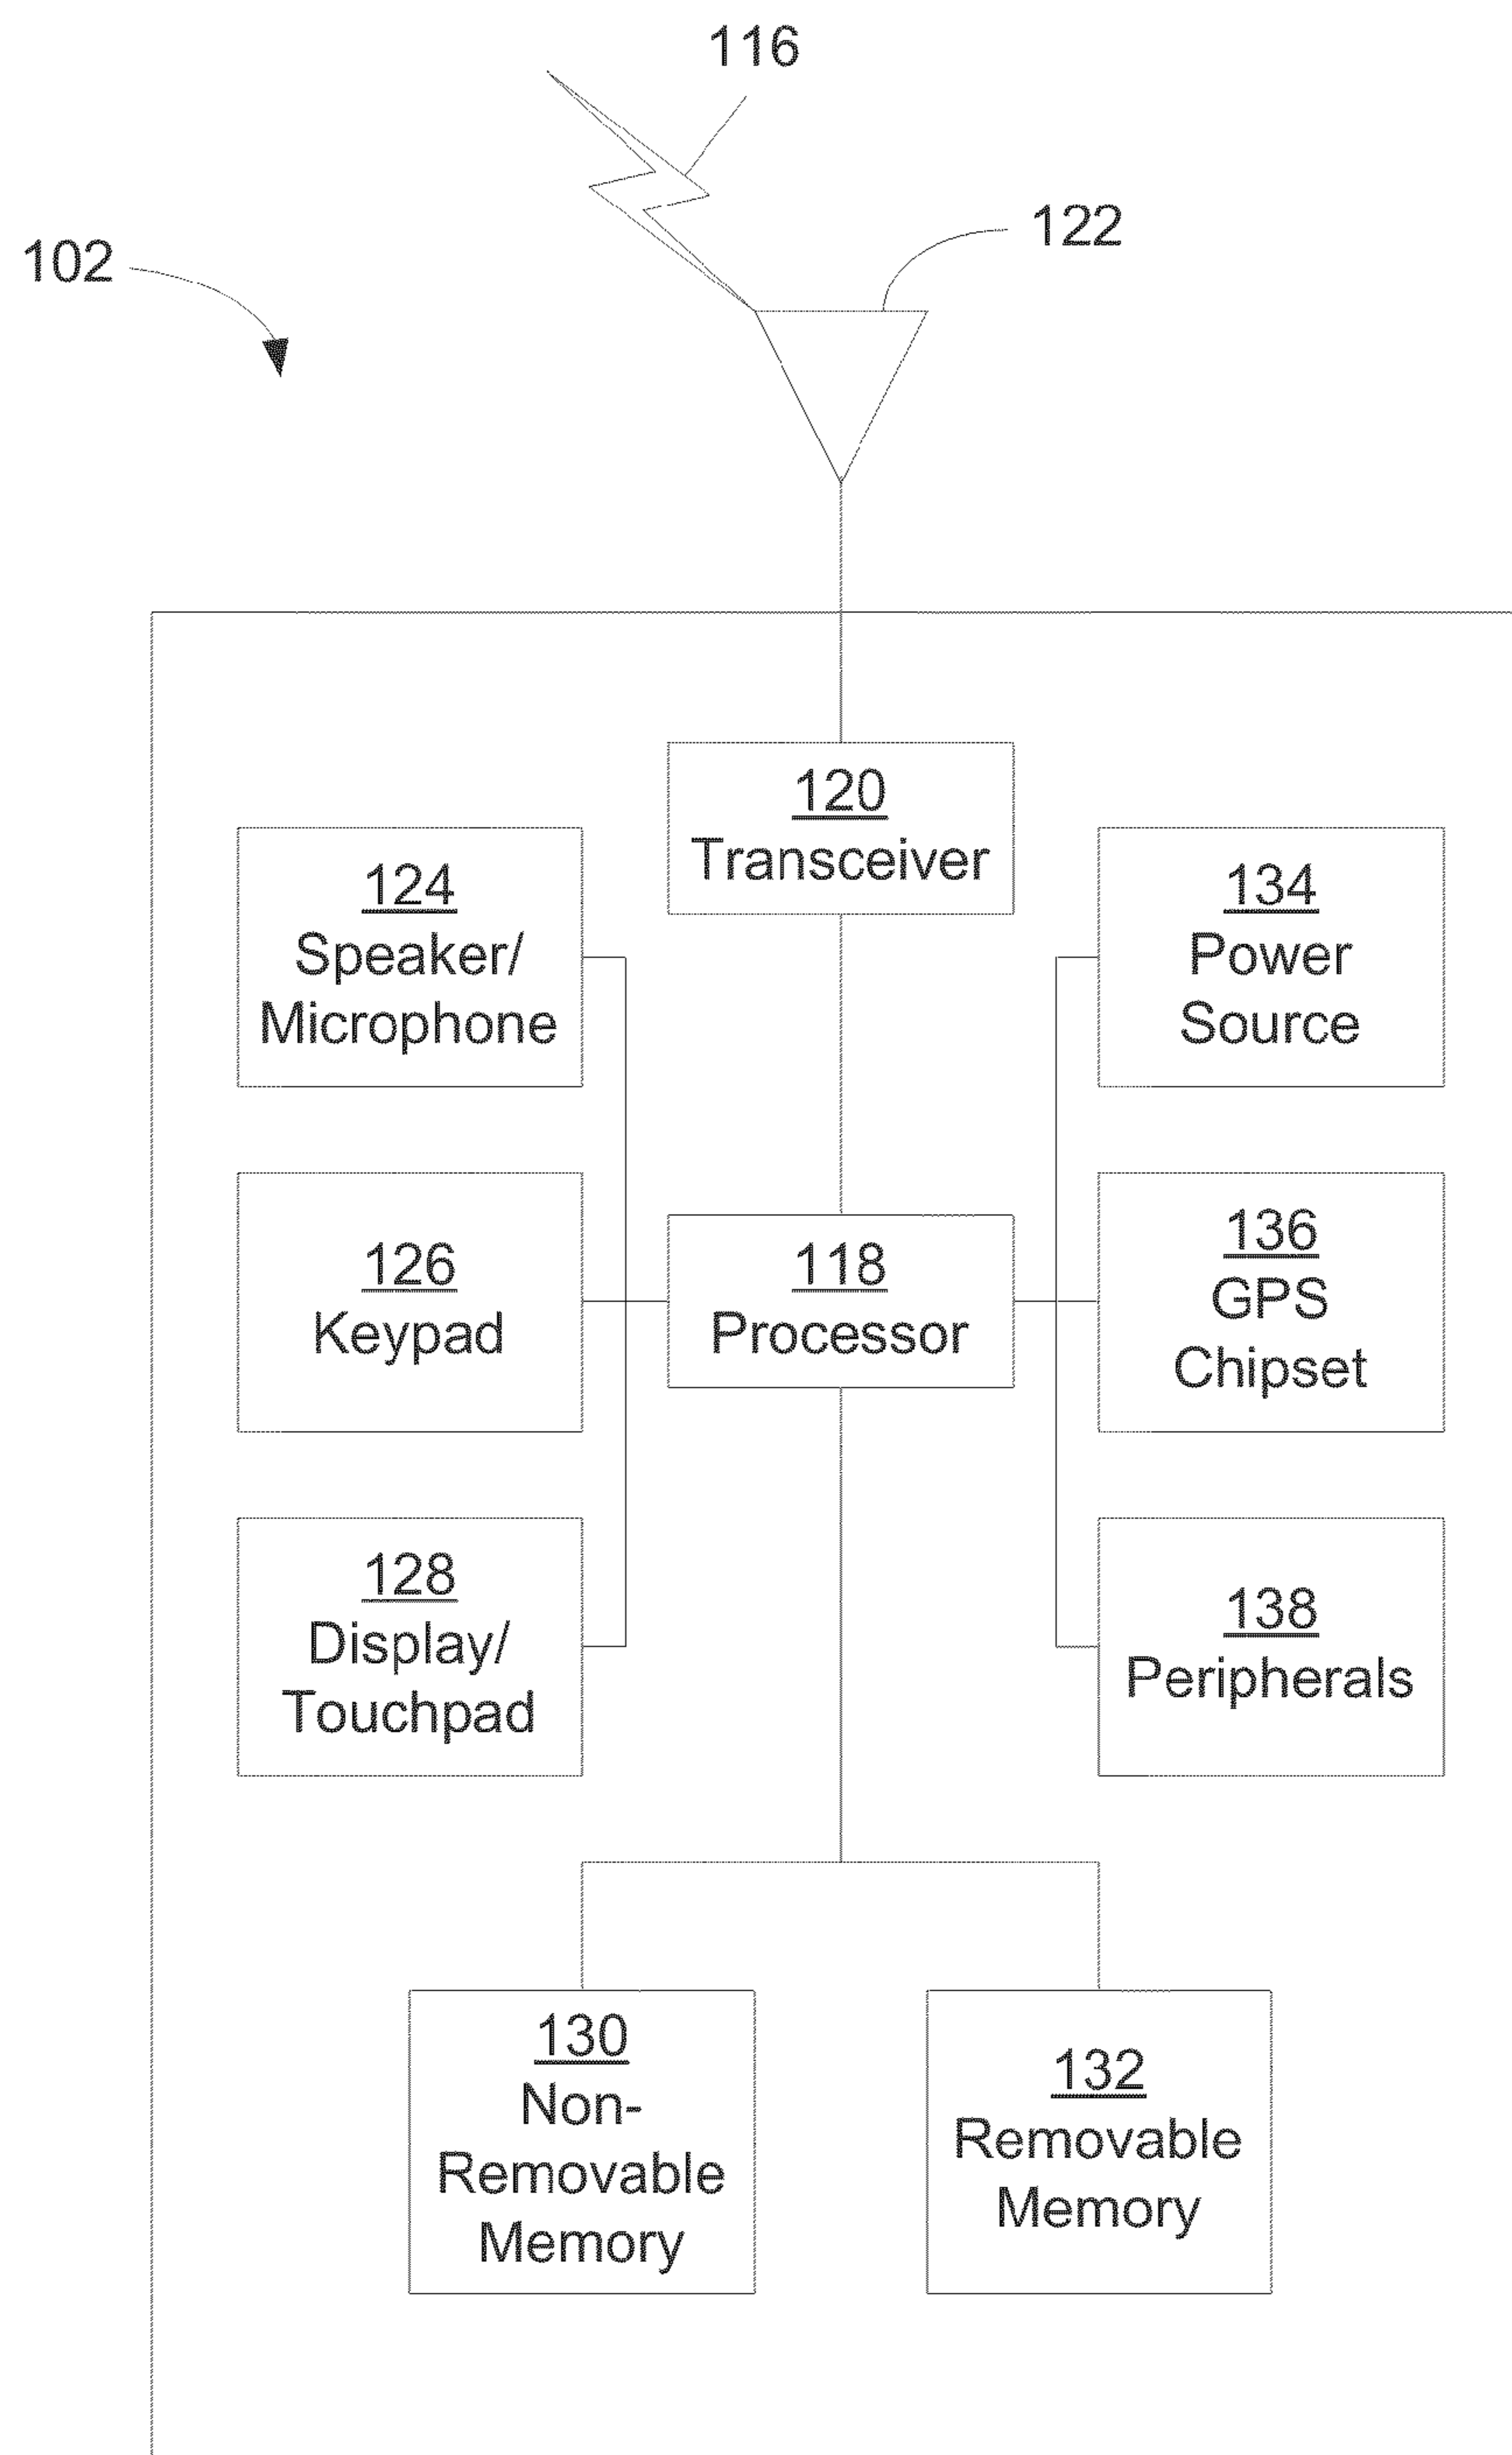 116
122
102
120
Transceiver
124
Speaker/
Microphone
134
Power
Source
126
Keypad
118
Processor
136
GPS
Chipset
128
Display/
Touchpad
138
Peripherals
130
Non-
Removable
Memory
132
Removable
Memory